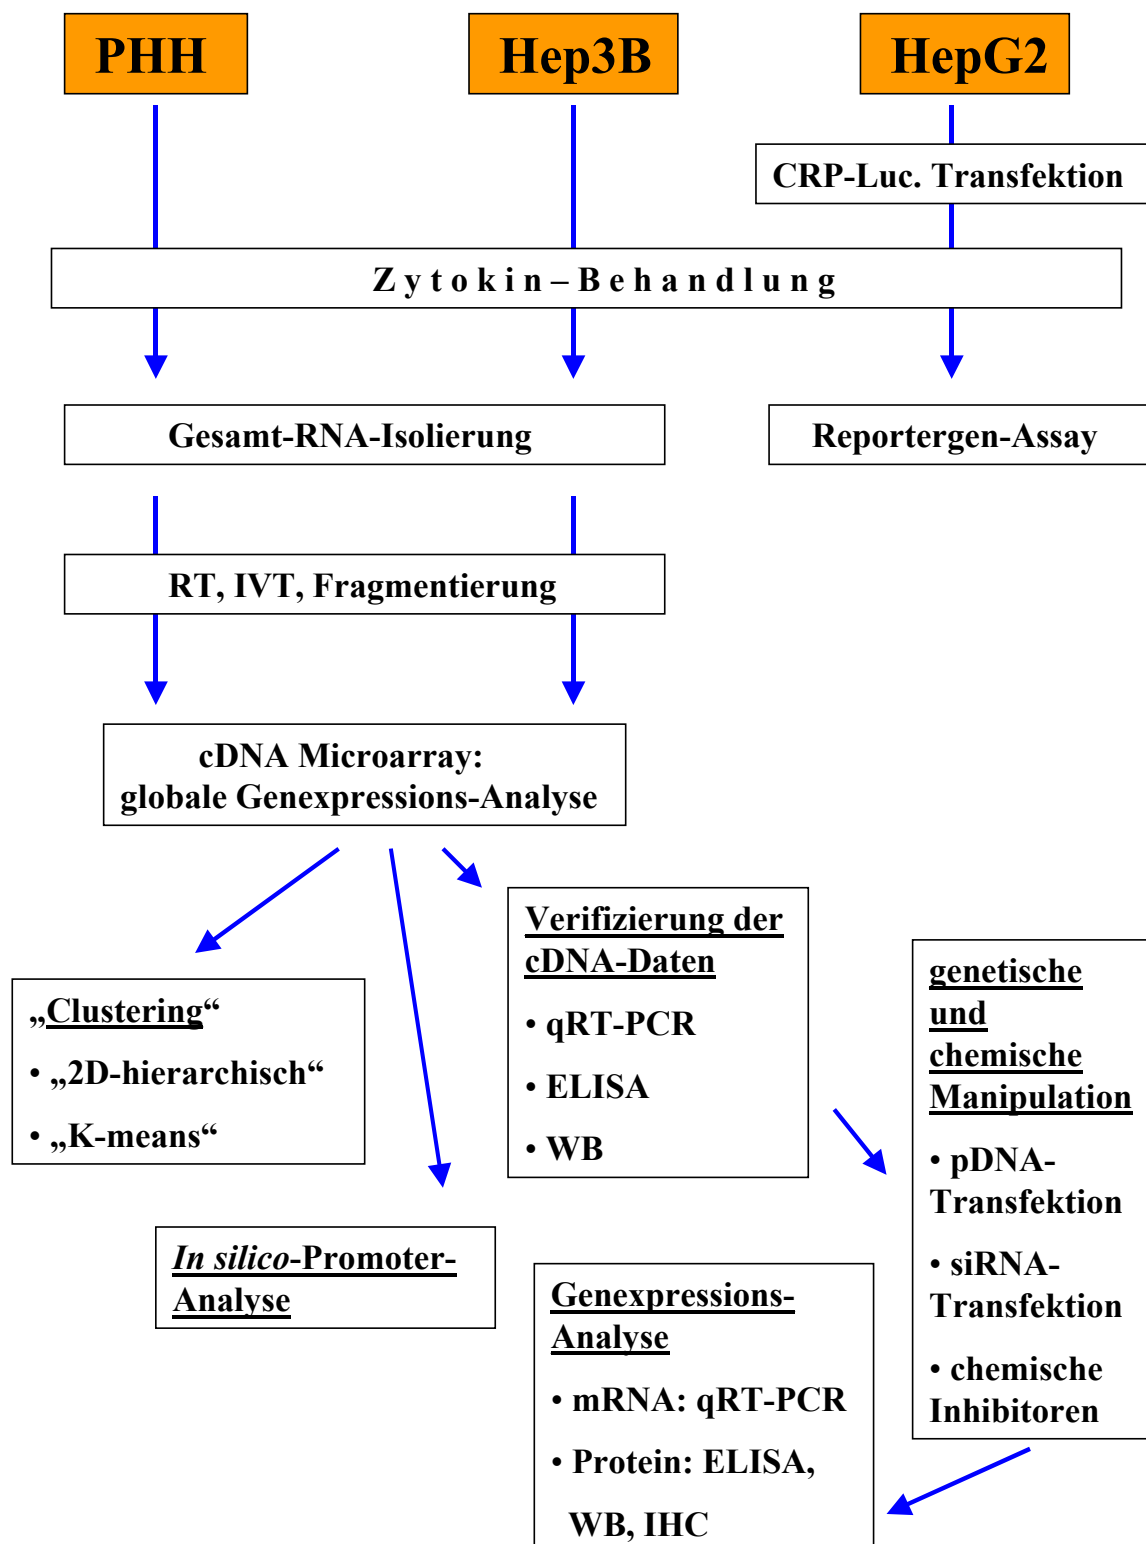 PHH
Hep3B
HepG2
CRP-Luc. Transfektion
Z y t o k i n – B e h a n d l u n g
Gesamt-RNA-Isolierung
Reportergen-Assay
RT, IVT, Fragmentierung
cDNA Microarray:
globale Genexpressions-Analyse
„Clustering“
• „2D-hierarchisch“
• „K-means“
In silico-Promoter-
Analyse
Verifizierung der
cDNA-Daten
• qRT-PCR
• ELISA
• WB
genetische
und
chemische
Manipulation
• pDNA-
Transfektion
• siRNA-
Transfektion
• chemische
Inhibitoren
Genexpressions-
Analyse
• mRNA: qRT-PCR
• Protein: ELISA,
WB, IHC